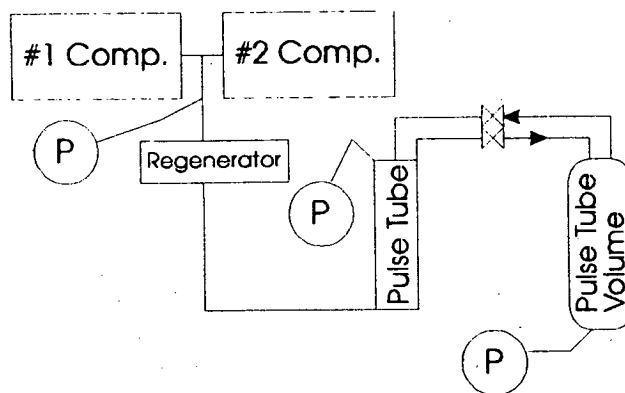 #1 Comp.
#2 Comp.
P
Regenerator
P
Pulse Tube
Pulse Tube
Volume
P